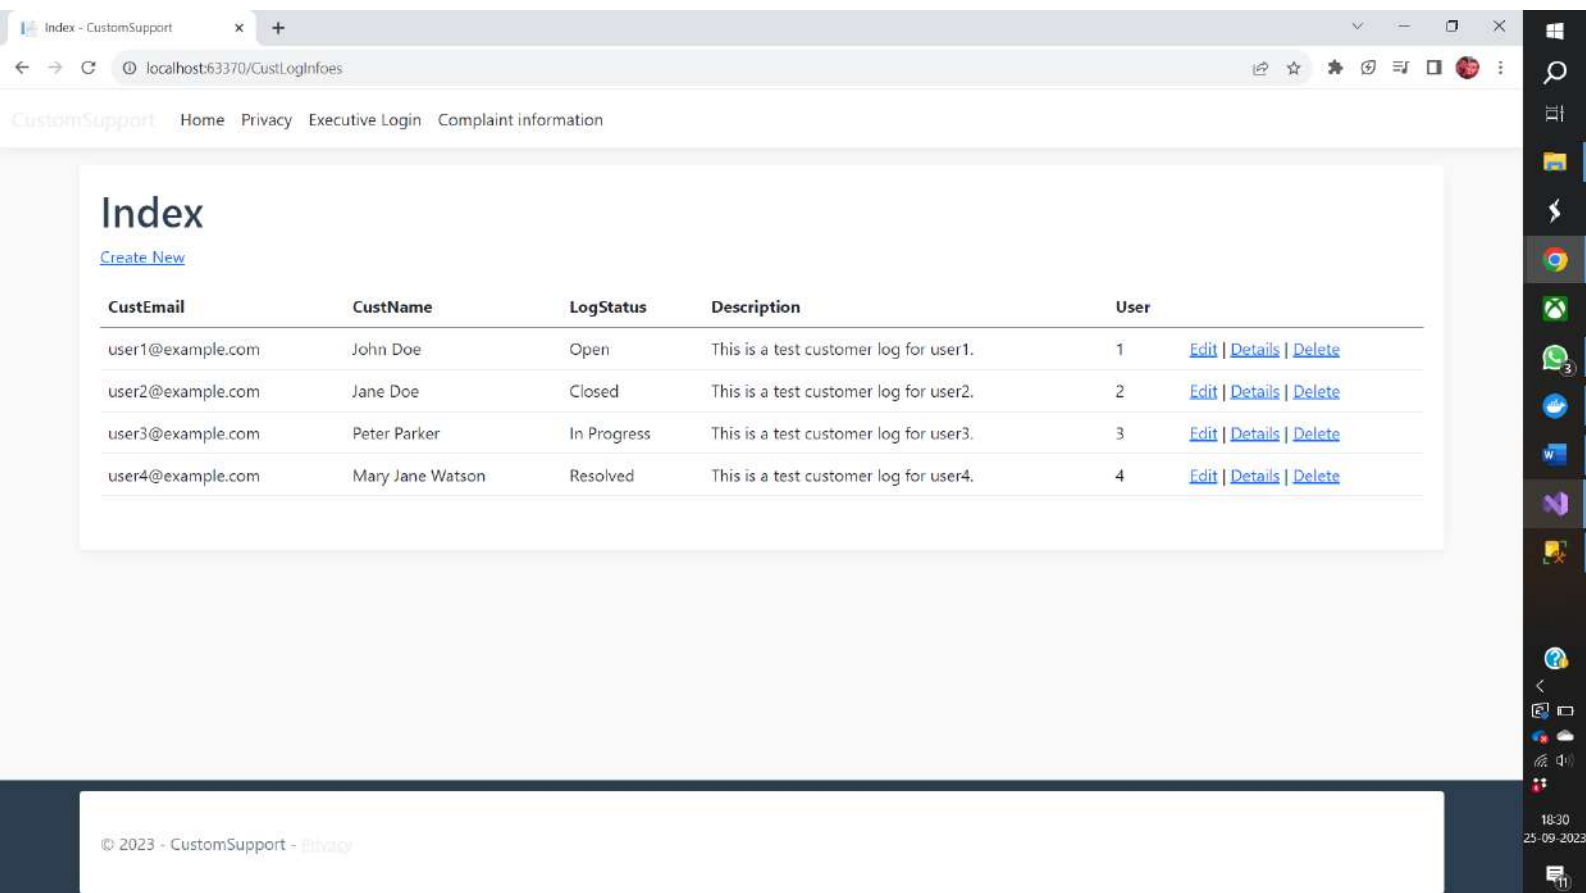 Index - CustomSupport
localhost:63370/CustLogInfoes
CustomSupport Home Privacy Executive Login Complaint information
Index
Create New
CustEmail CustName LogStatus Description User
user1@example.com John Doe Open This is a test customer log for user1. 1 Edit | Details | Delete
user2@example.com Jane Doe Closed This is a test customer log for user2. 2 Edit | Details | Delete
user3@example.com Peter Parker In Progress This is a test customer log for user3. 3 Edit | Details | Delete
user4@example.com Mary Jane Watson Resolved This is a test customer log for user4. 4 Edit | Details | Delete
© 2023 - CustomSupport - Privacy
3
W
18:30
25-09-2023
11